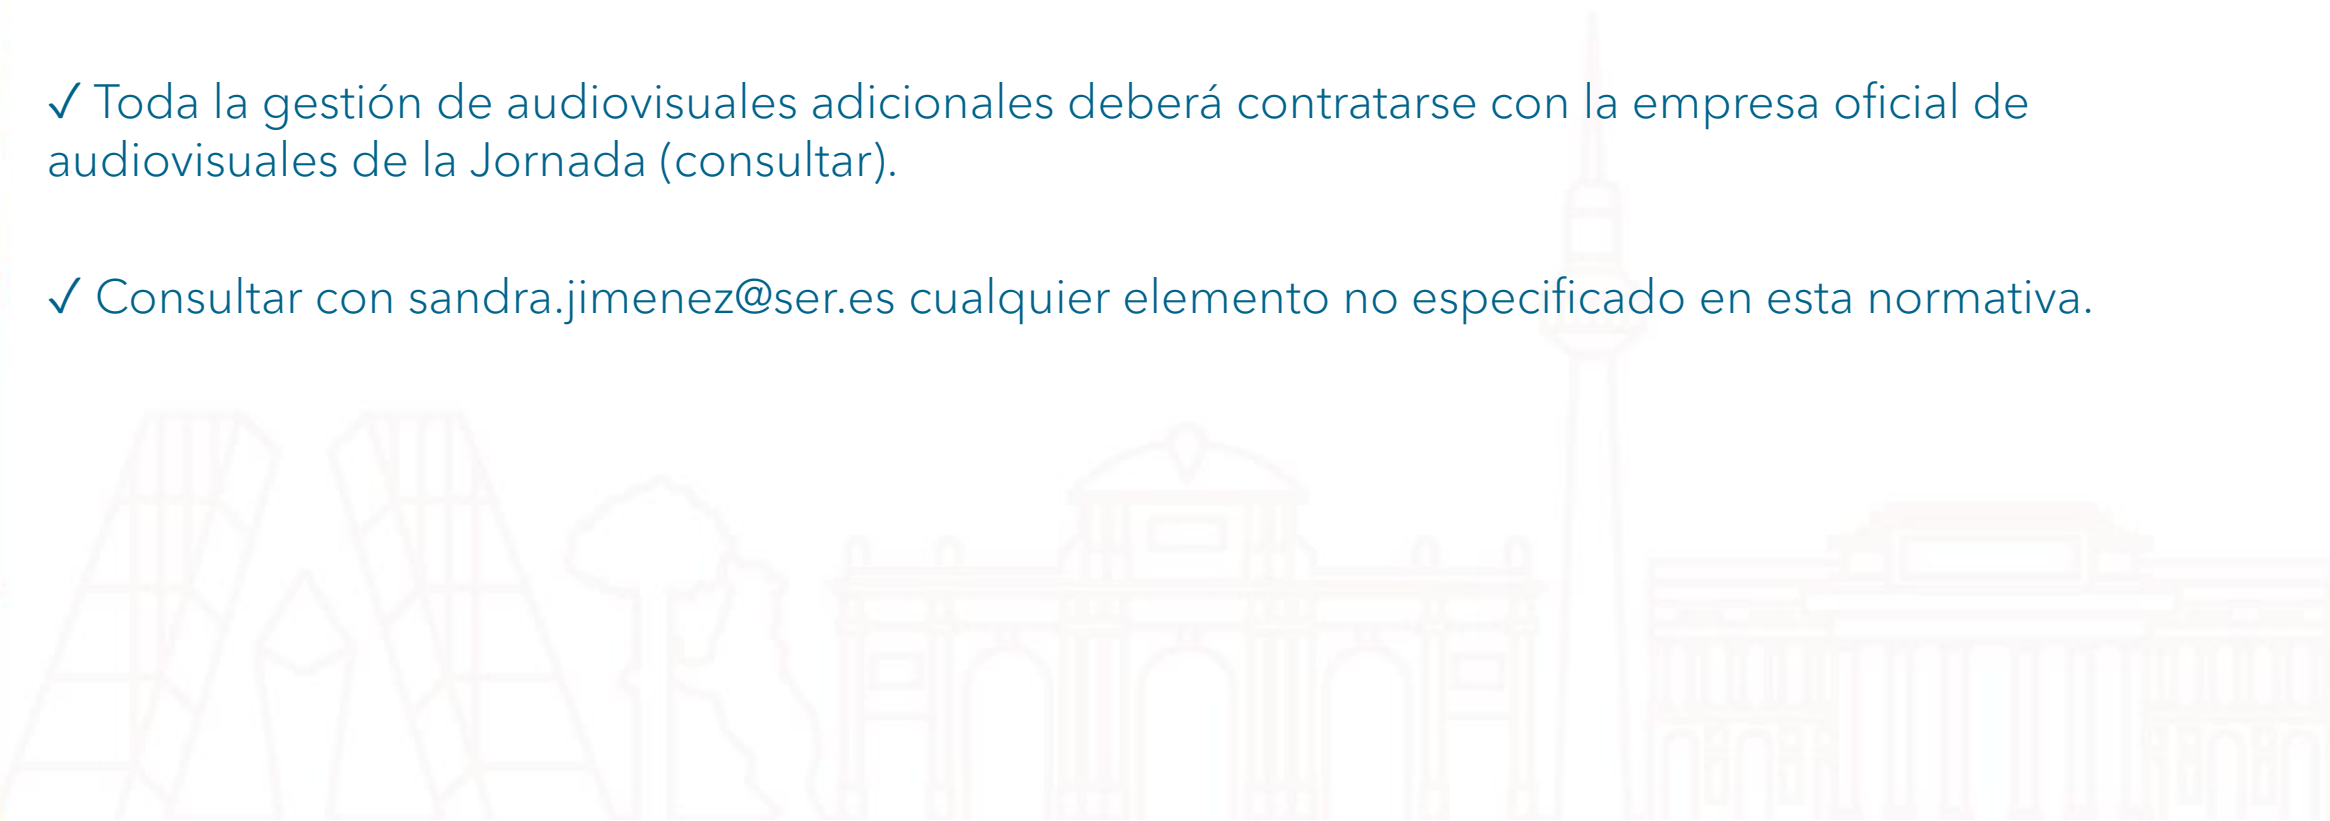 ✓ Toda la gestión de audiovisuales adicionales deberá contratarse con la empresa oficial de
audiovisuales de la Jornada (consultar).
✓ Consultar con sandra.jimenez@ser.es cualquier elemento no especificado en esta normativa.